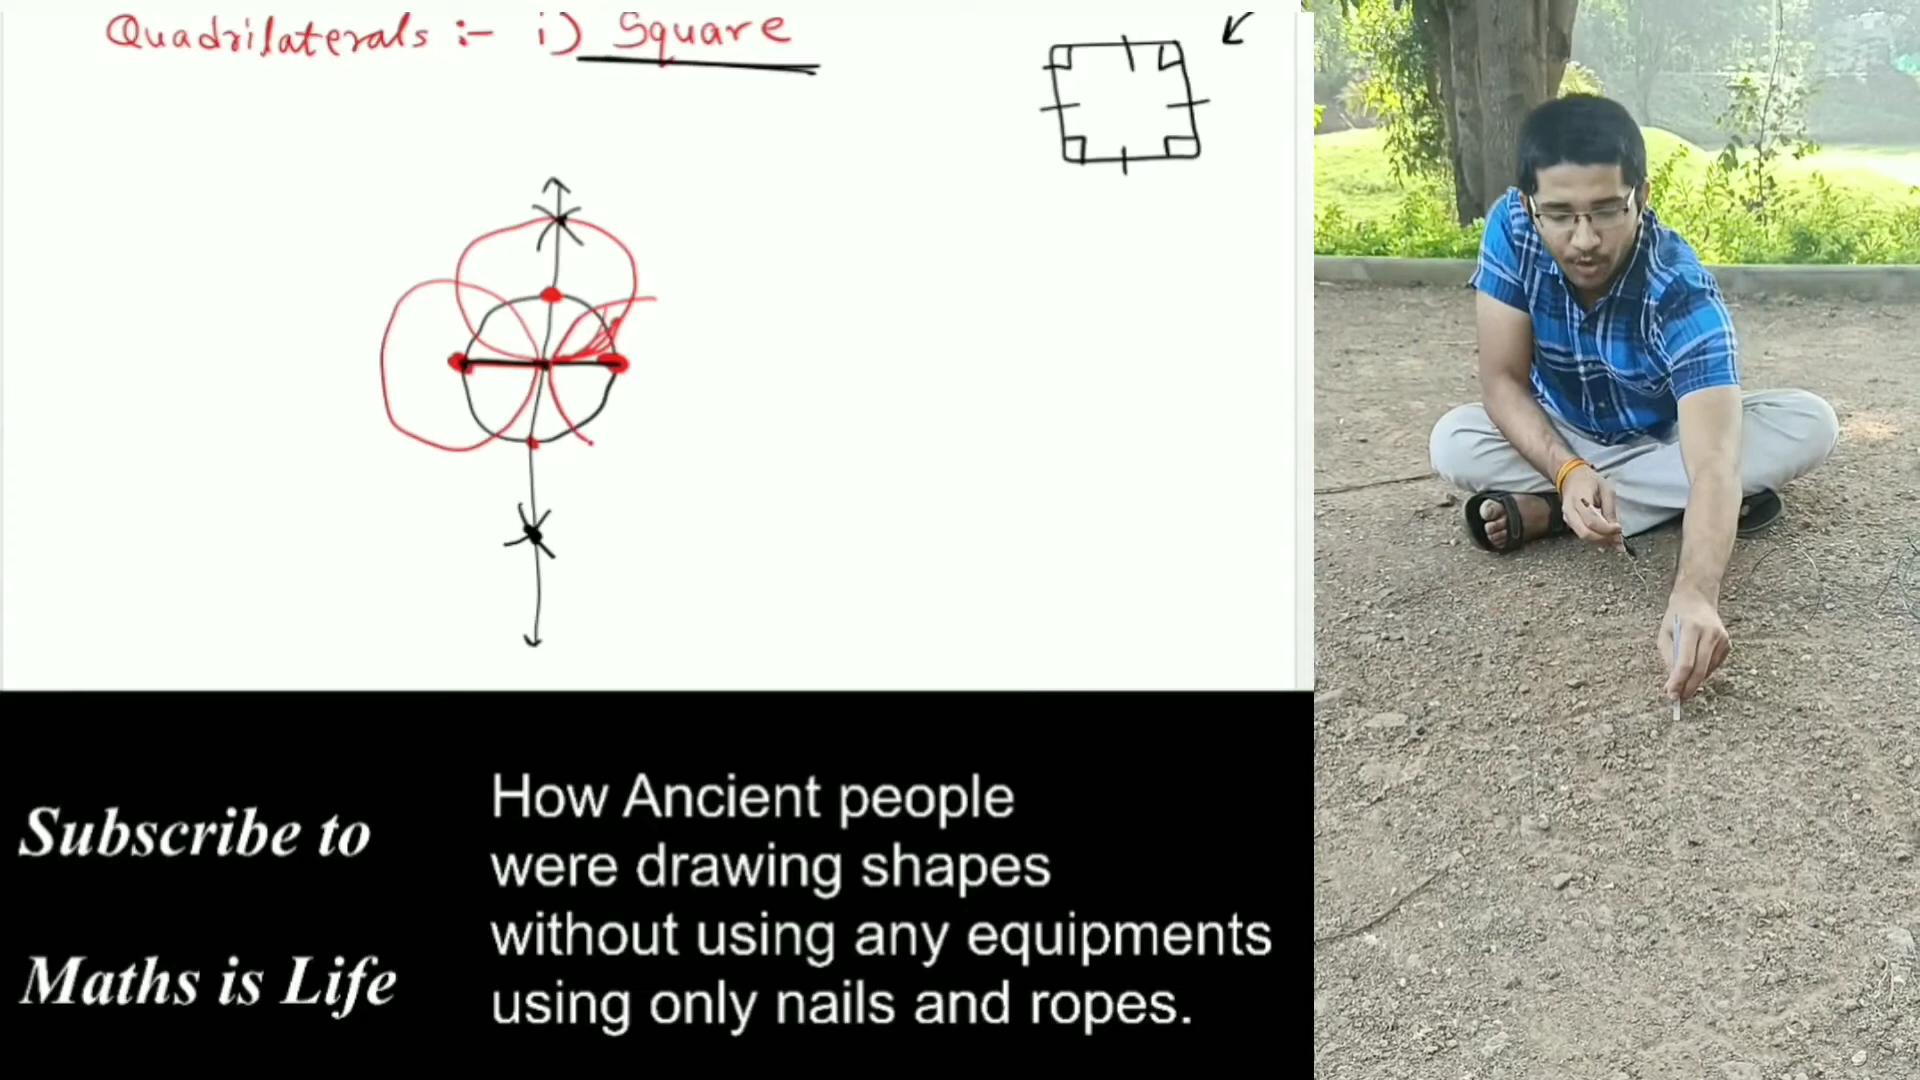 Quadrilaterals :- i) Square
Subscribe to
Maths is Life
How Ancient people
were drawing shapes
without using any equipments
using only nails and ropes.